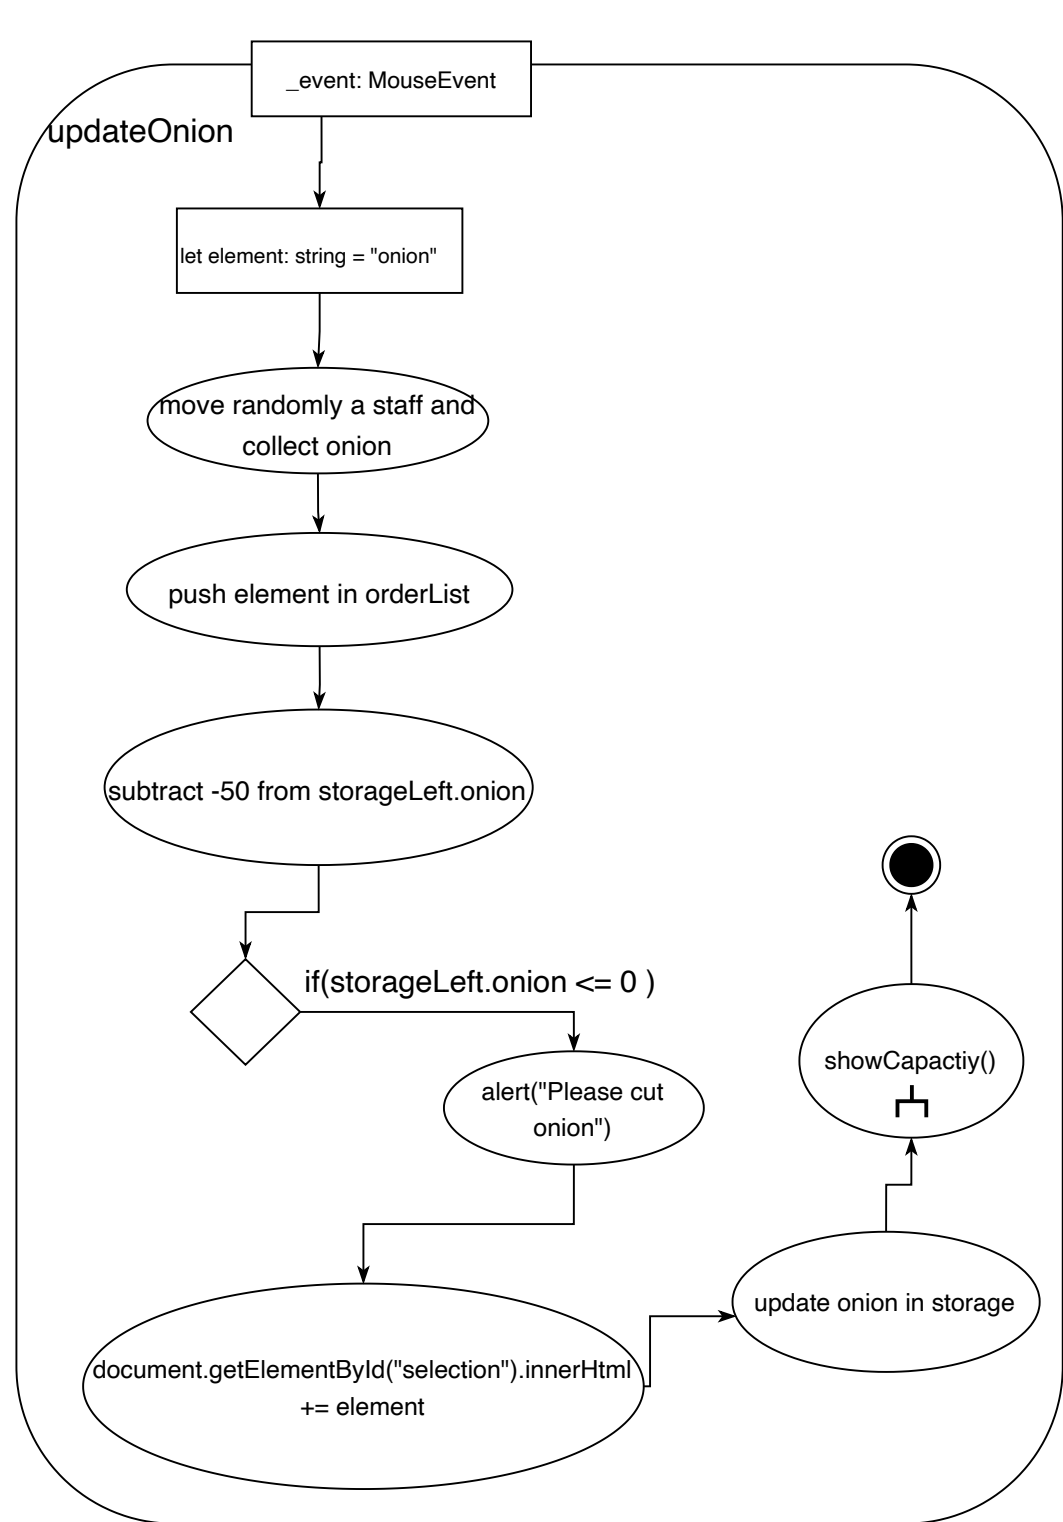 _event: MouseEvent
updateOnion
let element: string = "onion"
move randomly a staff and
collect onion
push element in orderList
subtract -50 from storageLeft.onion
if(storageLeft.onion <= 0 )
alert("Please cut
onion")
showCapactiy()
update onion in storage
document.getElementById("selection").innerHtml
+= element